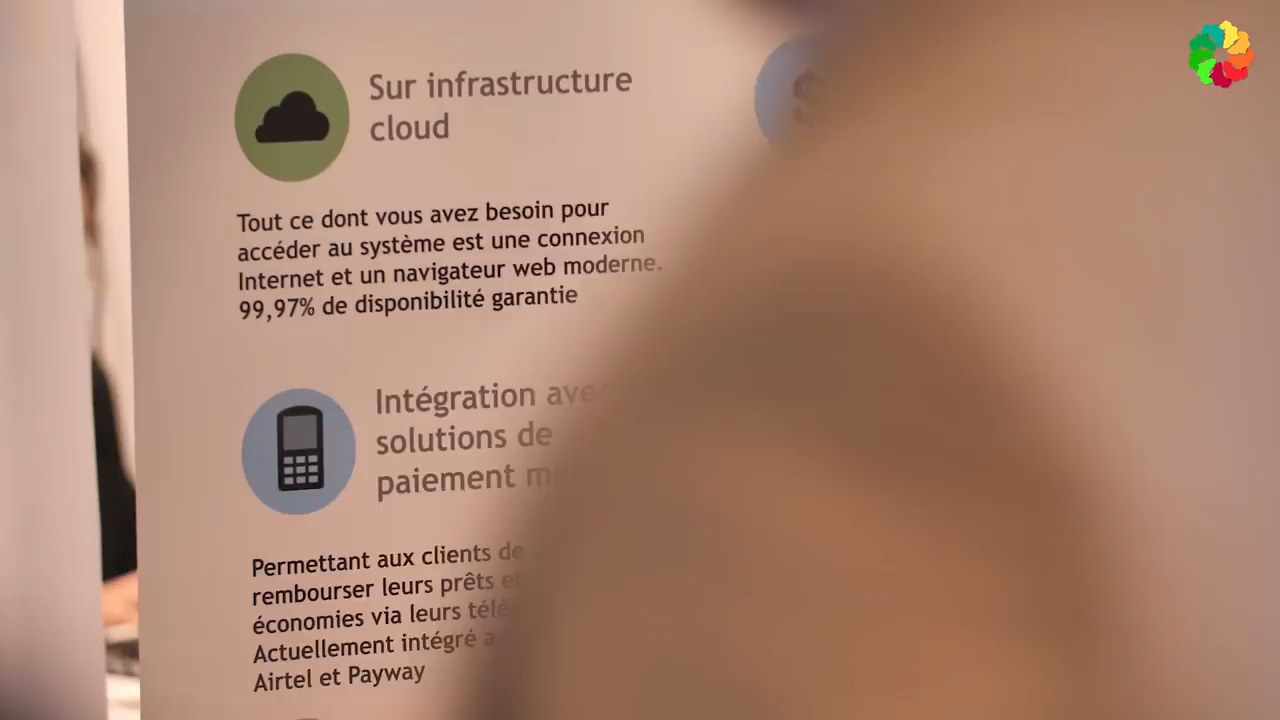 Sur infrastructure
cloud
Tout ce dont vous avez besoin pour
accéder au système est une connexion
Internet et un navigateur web moderne.
99,97% de disponibilité garantie
Intégration
solutions de
paiement
Permettant aux clients de
rembourser leurs prêts
économies via leurs
Actuellement intégré
Airtel et Payway